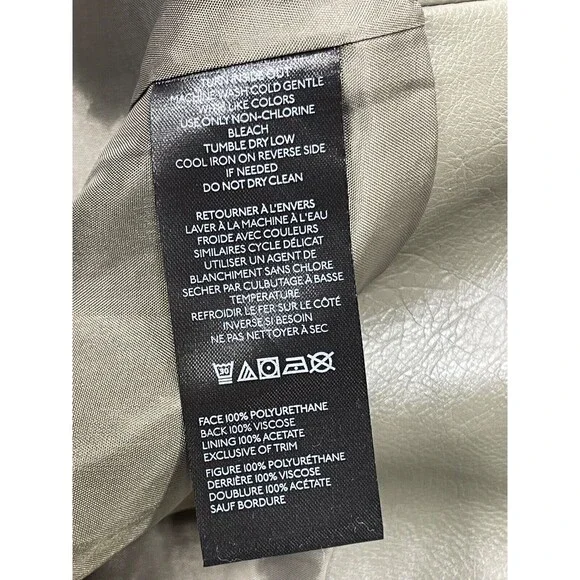 TURN INSIDE OUT
MACHINE WASH COLD GENTLE
WITH LIKE COLORS
USE ONLY NON-CHLORINE
BLEACH
TUMBLE DRY LOW
COOL IRON ON REVERSE SIDE
IF NEEDED
DO NOT DRY CLEAN
RETOURNER À L'ENVERS
LAVER À LA MACHINE À L'EAU
FROIDE AVEC COULEURS
SIMILAIRES CYCLE DÉLICAT
UTILISER UN AGENT DE
BLANCHIMENT SANS CHLORE
SECHER PAR CULBUTAGE À BASSE
TEMPERATURE
REFROIDIR LE FER SUR LE CÔTÉ
INVERSE SI BESOIN
NE PAS NETTOYER À SEC
30
FACE 100% POLYURETHANE
BACK 100% VISCOSE
LINING 100% ACETATE
EXCLUSIVE OF TRIM
FIGURE 100% POLYURÉTHANE
DERRIÈRE 100% VISCOSE
DOUBLURE 100% ACÉTATE
SAUF BORDURE